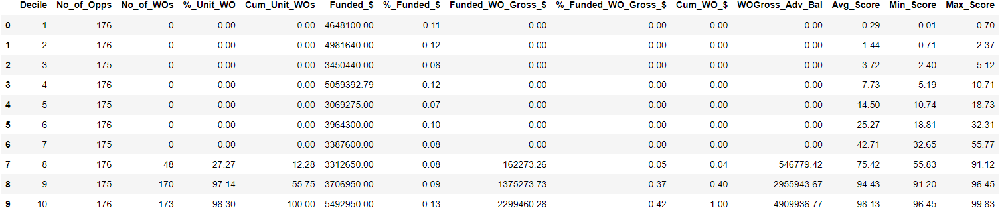 Decile No_of_Opps No_of_WOs %_Unit_WO Cum_Unit_WOs Funded_$ %_Funded_$ Funded_WO_Gross_$ %_Funded_WO_Gross_$ Cum_WO_$ WOGross_Adv_Bal Avg_Score Min_Score Max_Score
0 1 176 0 0.00 0.00 4648100.00 0.11 0.00 0.00 0.00 0.00 0.29 0.01 0.70
1 2 176 0 0.00 0.00 4981640.00 0.12 0.00 0.00 0.00 0.00 1.44 0.71 2.37
2 3 175 0 0.00 0.00 3450440.00 0.08 0.00 0.00 0.00 0.00 3.72 2.40 5.12
3 4 176 0 0.00 0.00 5059392.79 0.12 0.00 0.00 0.00 0.00 7.73 5.19 10.71
4 5 175 0 0.00 0.00 3069275.00 0.07 0.00 0.00 0.00 0.00 14.50 10.74 18.73
5 6 176 0 0.00 0.00 3964300.00 0.10 0.00 0.00 0.00 0.00 25.27 18.81 32.31
6 7 175 0 0.00 0.00 3387600.00 0.08 0.00 0.00 0.00 0.00 42.71 32.65 55.77
7 8 176 48 27.27 12.28 3312650.00 0.08 162273.26 0.05 0.04 546779.42 75.42 55.83 91.12
8 9 175 170 97.14 55.75 3706950.00 0.09 1375273.73 0.37 0.40 2955943.67 94.43 91.20 96.45
9 10 176 173 98.30 100.00 5492950.00 0.13 2299460.28 0.42 1.00 4909936.77 98.13 96.45 99.83